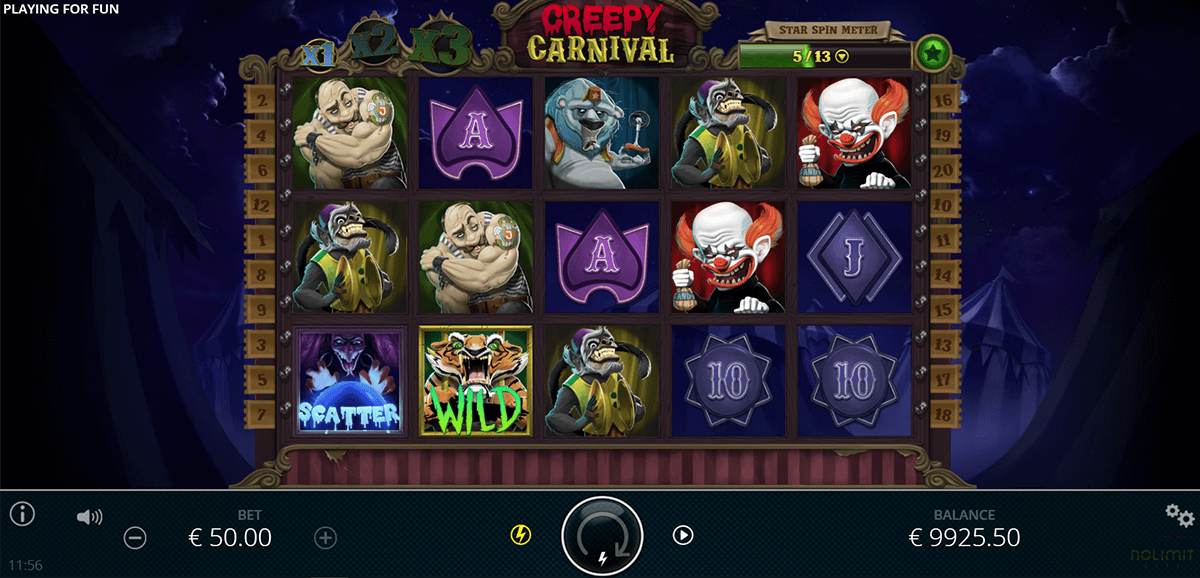 PLAYING FOR FUN
CREEPY
CARNIVAL
x1 x2 x3
STAR SPIN METER
5/13
2
4
6
12
1
8
9
3
5
7
A
A
J
SCATTER
WILD
10
10
16
19
20
10
11
14
15
13
17
18
BET
€ 50.00
BALANCE
€ 9925.50
11:56
NOLIMIT